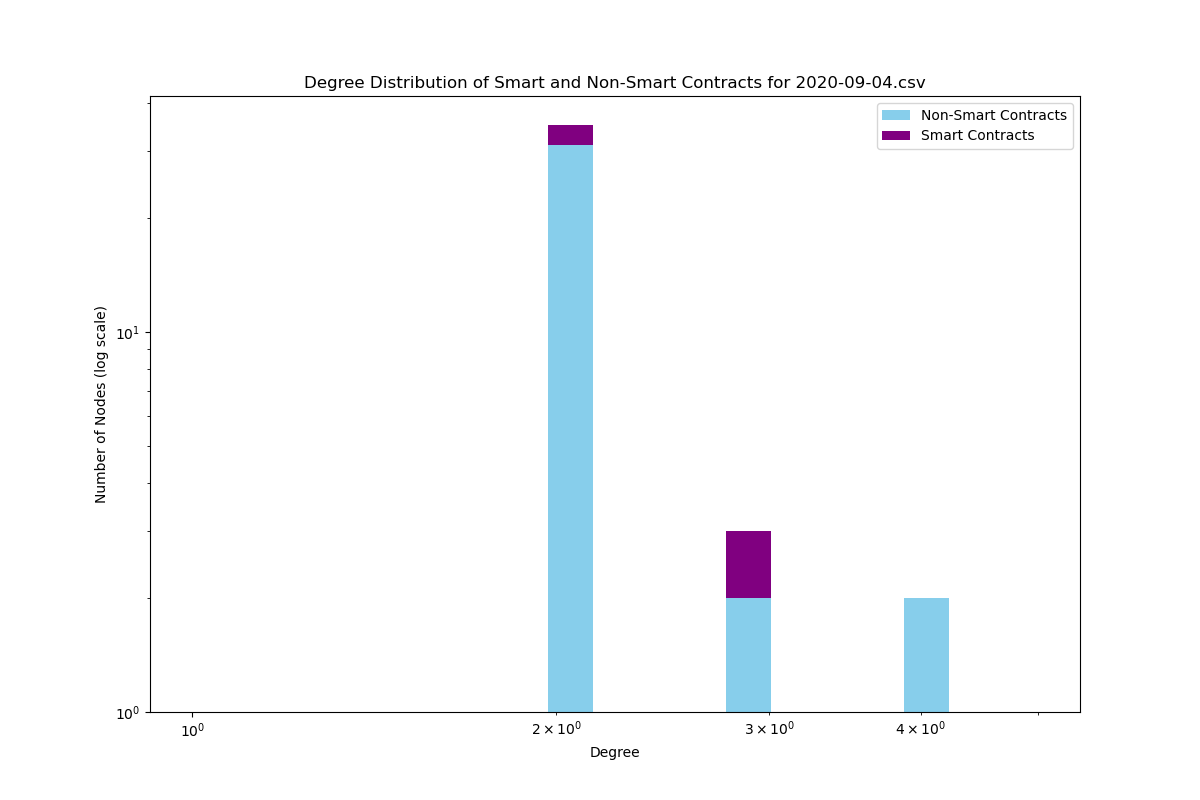 Degree Distribution of Smart and Non-Smart Contracts for 2020-09-04.csv
Non-Smart Contracts
Smart Contracts
Number of Nodes (log scale)
10¹
10⁰
10⁰
2 × 10⁰
3 × 10⁰
4 × 10⁰
Degree